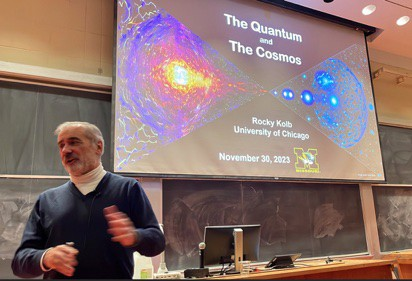 The Quantum
and
The Cosmos
Rocky Kolb
University of Chicago
November 30, 2023